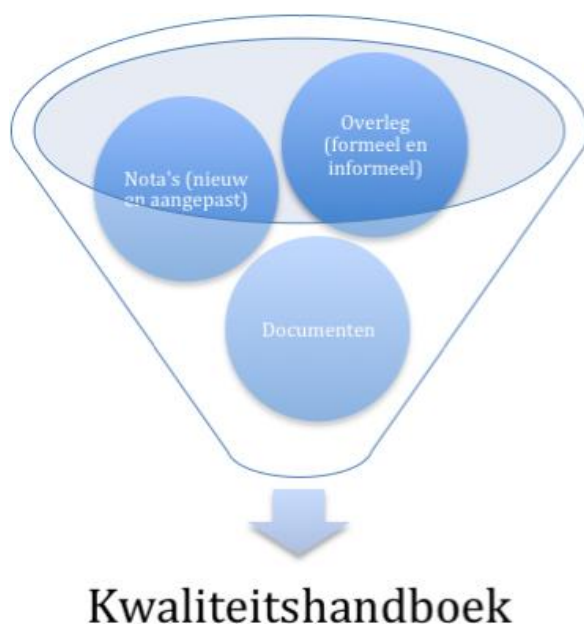 Overleg
(formeel en
informeel)
Nota's (nieuw
en aangepast)
Documenten
Kwaliteitshandboek